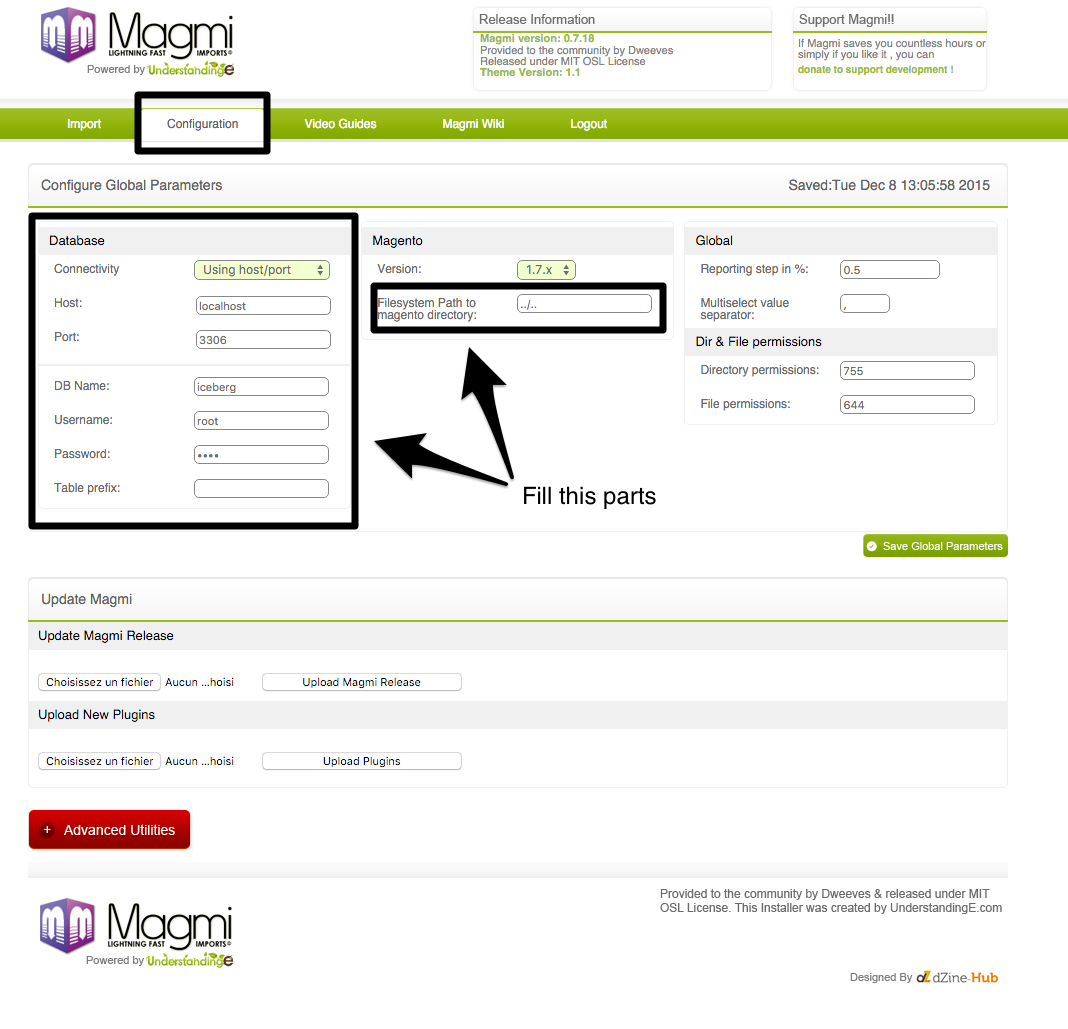 Magmi
LIGHTNING FAST IMPORTS©
Powered by Understandinge
Release Information
Magmi version: 0.7.18
Provided to the community by Dweeves
Released under MIT OSL License
Theme Version: 1.1
Support Magmi!!
If Magmi saves you countless hours or
simply if you like it , you can
donate to support development !
Import
Configuration
Video Guides
Magmi Wiki
Logout
Configure Global Parameters
Saved:Tue Dec 8 13:05:58 2015
Database
Connectivity
Using host/port
Host:
localhost
Port:
3306
DB Name:
iceberg
Username:
root
Password:
••••
Table prefix:
Magento
Version:
1.7.x
Filesystem Path to
magento directory:
../..
Global
Reporting step in %:
0.5
Multiselect value
separator:
,
Dir & File permissions
Directory permissions:
755
File permissions:
644
Fill this parts
Save Global Parameters
Update Magmi
Update Magmi Release
Choisissez un fichier Aucun ...hoisi
Upload Magmi Release
Upload New Plugins
Choisissez un fichier Aucun ...hoisi
Upload Plugins
+ Advanced Utilities
Magmi
LIGHTNING FAST IMPORTS©
Powered by Understandinge
Provided to the community by Dweeves & released under MIT
OSL License. This Installer was created by UnderstandingE.com
Designed By dZine-Hub